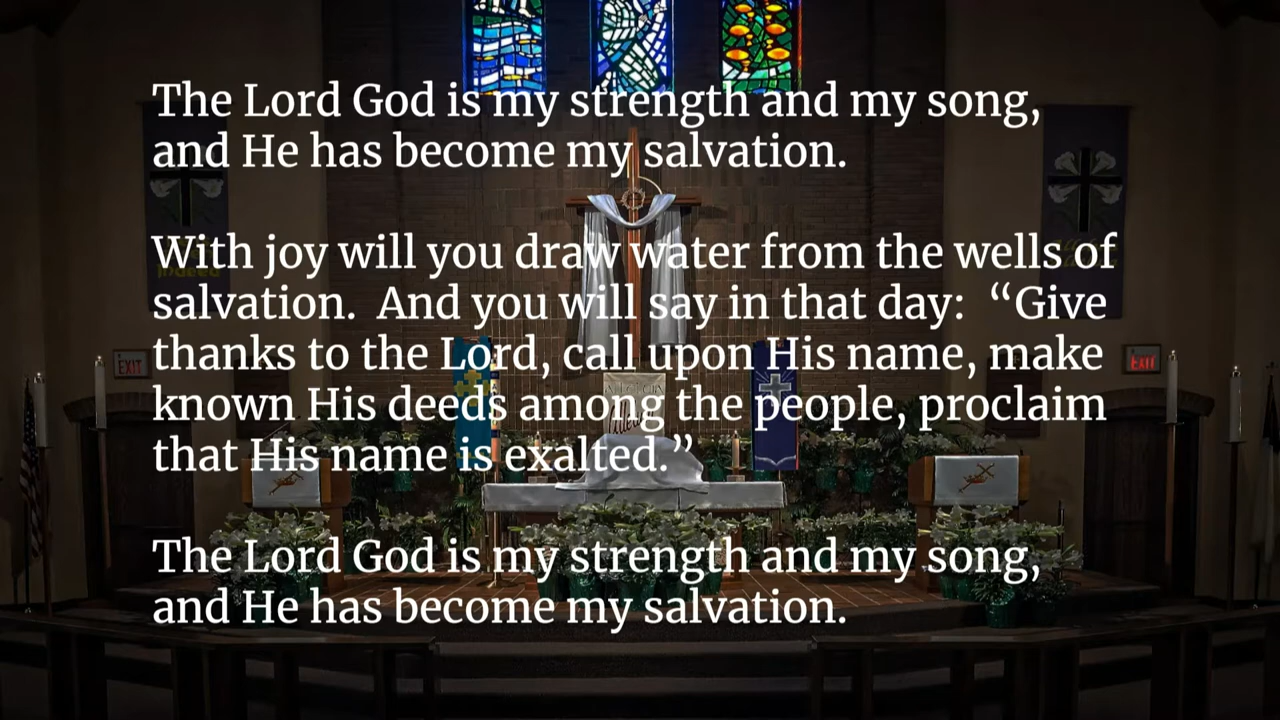 The Lord God is my strength and my song,
and He has become my salvation.
With joy will you draw water from the wells of
salvation.  And you will say in that day:  “Give
thanks to the Lord, call upon His name, make
known His deeds among the people, proclaim
that His name is exalted.”
The Lord God is my strength and my song,
and He has become my salvation.
Indeed
EXIT
EXIT